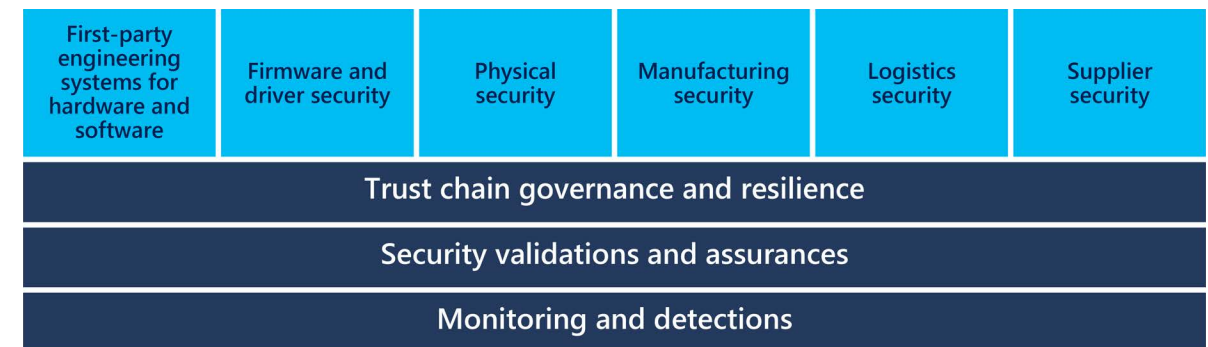 First-party
engineering
systems for
hardware and
software
Firmware and
driver security
Physical
security
Manufacturing
security
Logistics
security
Supplier
security
Trust chain governance and resilience
Security validations and assurances
Monitoring and detections